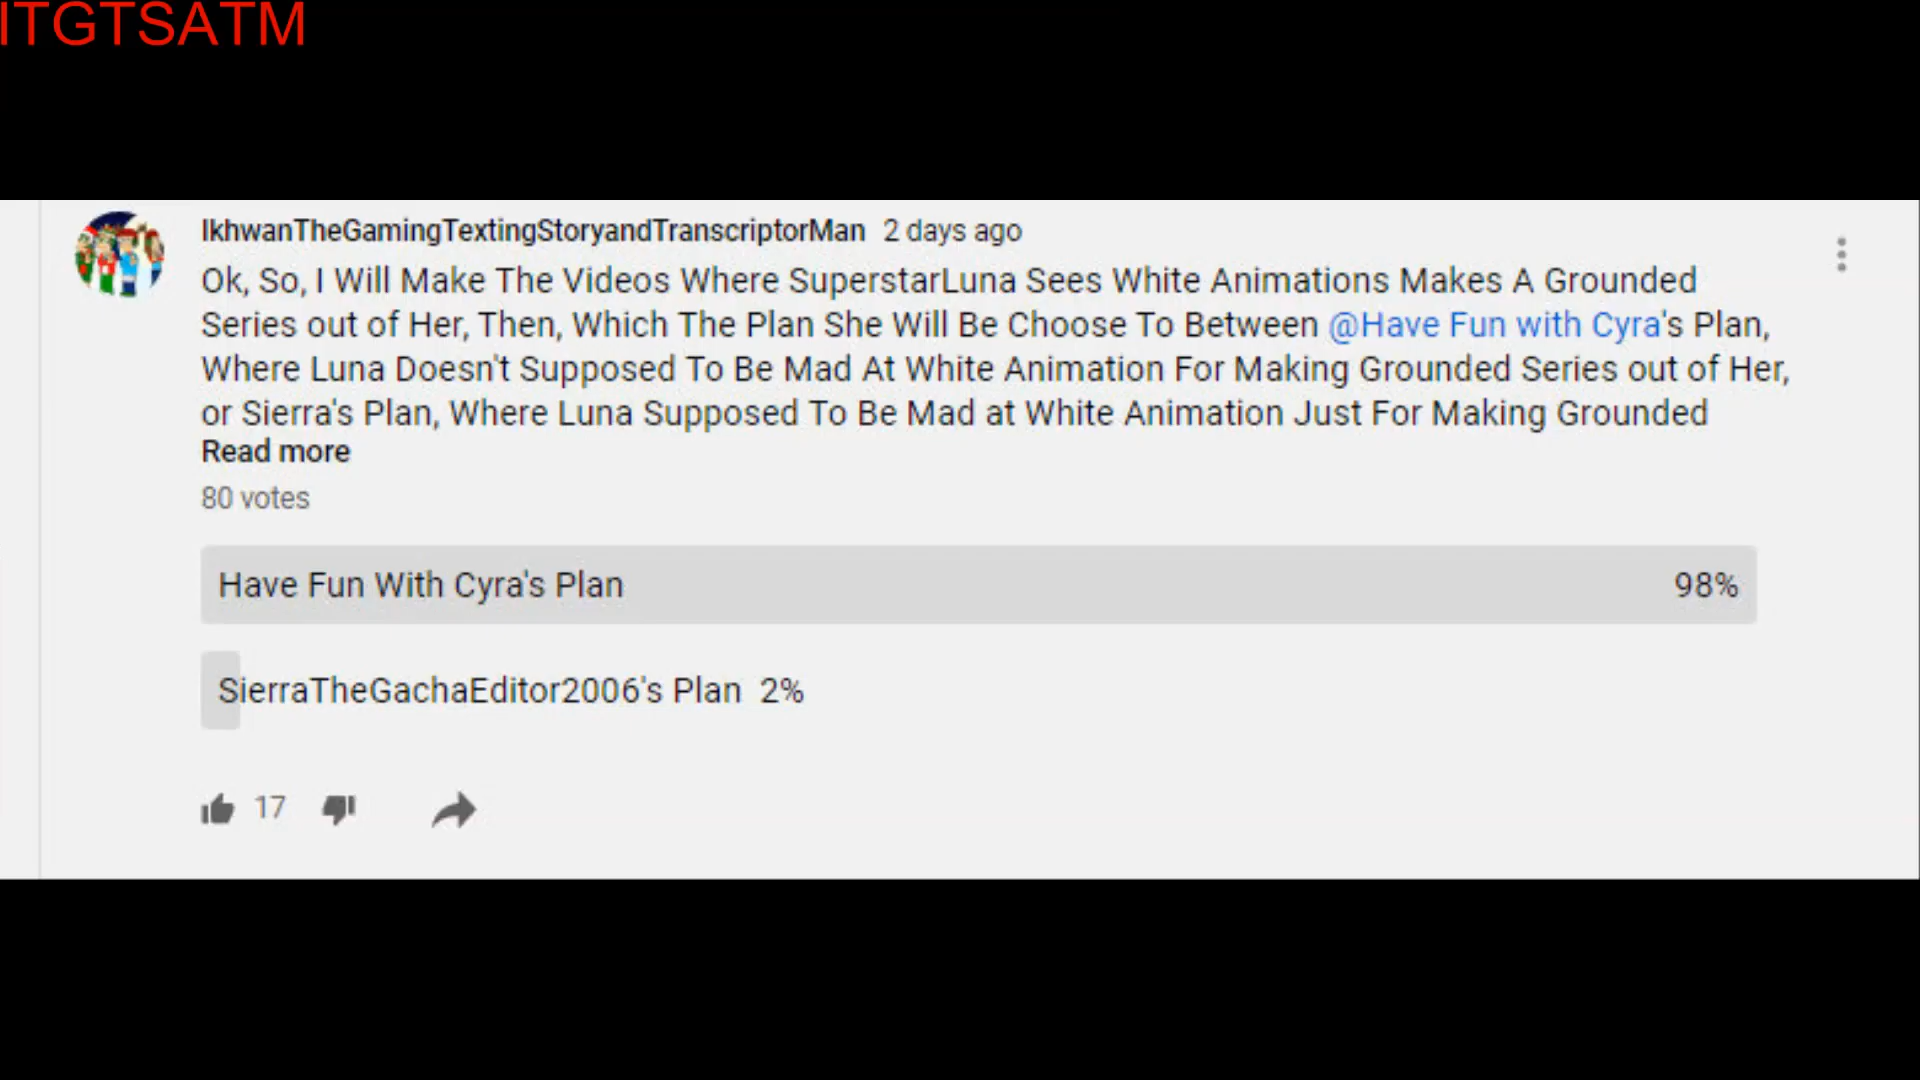 ITGTSATM
IkhwanTheGamingTextingStoryandTranscriptorMan 2 days ago
Ok, So, I Will Make The Videos Where SuperstarLuna Sees White Animations Makes A Grounded
Series out of Her, Then, Which The Plan She Will Be Choose To Between @Have Fun with Cyra's Plan,
Where Luna Doesn't Supposed To Be Mad At White Animation For Making Grounded Series out of Her,
or Sierra's Plan, Where Luna Supposed To Be Mad at White Animation Just For Making Grounded
Read more
80 votes
Have Fun With Cyra's Plan 98%
SierraTheGachaEditor2006's Plan 2%
17